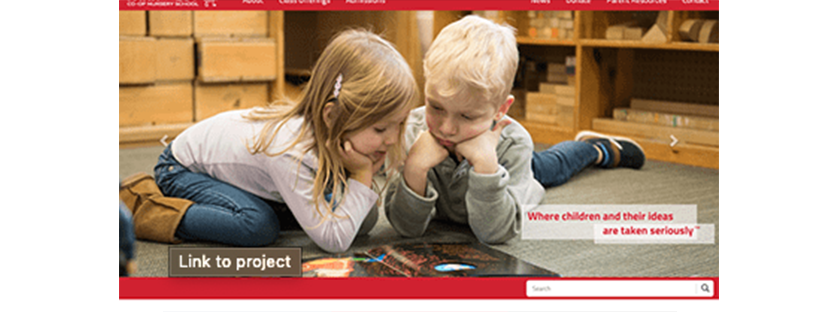 CO-OP NURSERY SCHOOL
About Class Offerings Admissions News Donate Parent Resources Contact
Where children and their ideas
are taken seriously™
Link to project
Search